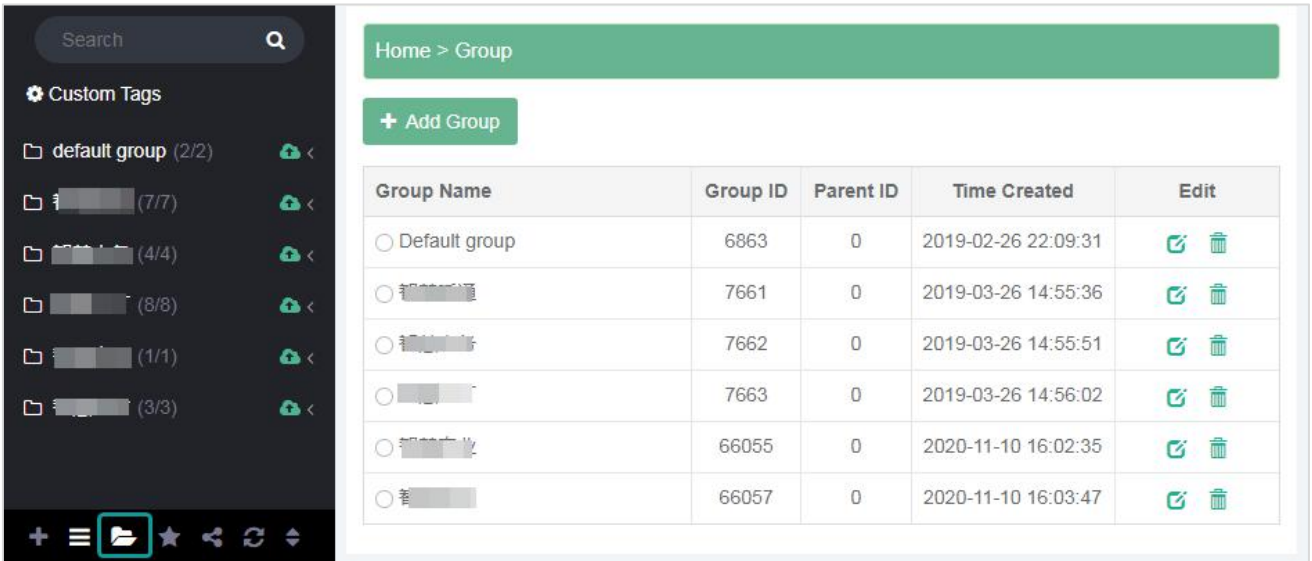 Search
Custom Tags
default group (2/2)
(7/7)
(4/4)
(8/8)
(1/1)
(3/3)
Home > Group
+ Add Group
Group Name Group ID Parent ID Time Created Edit
Default group 6863 0 2019-02-26 22:09:31
7661 0 2019-03-26 14:55:36
7662 0 2019-03-26 14:55:51
7663 0 2019-03-26 14:56:02
66055 0 2020-11-10 16:02:35
66057 0 2020-11-10 16:03:47